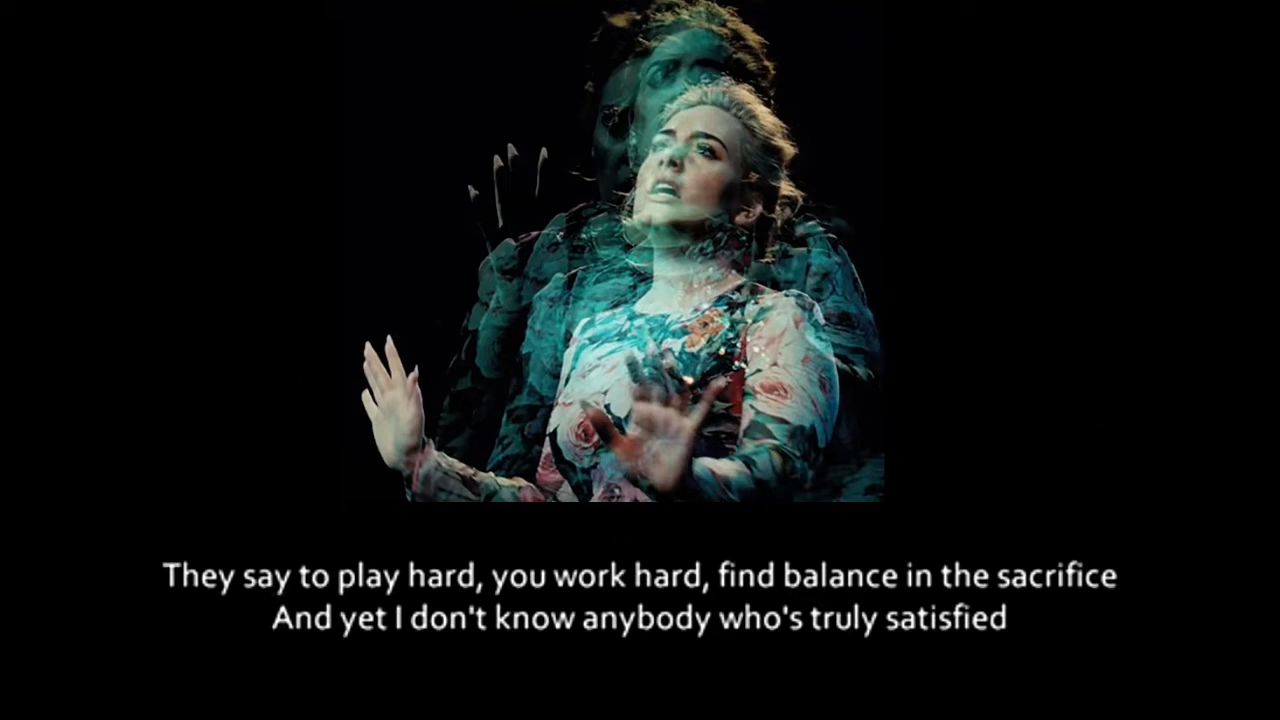 They say to play hard, you work hard, find balance in the sacrifice
And yet I don't know anybody who's truly satisfied